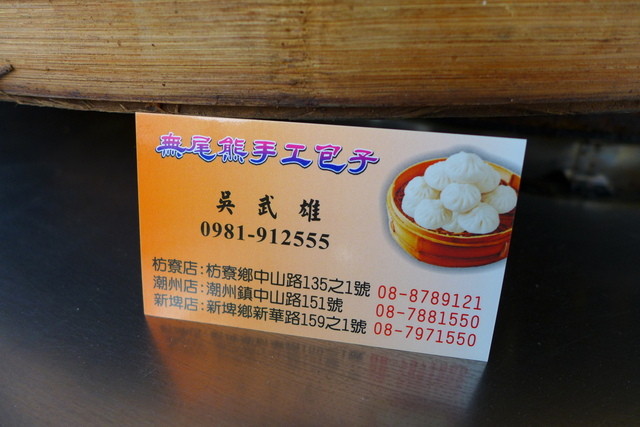 無尾熊手工包子
吳武雄
0981-912555
枋寮店:枋寮鄉中山路135之1號 08-8789121
潮州店:潮州鎮中山路151號 08-7881550
新埤店:新埤鄉新華路159之1號 08-7971550